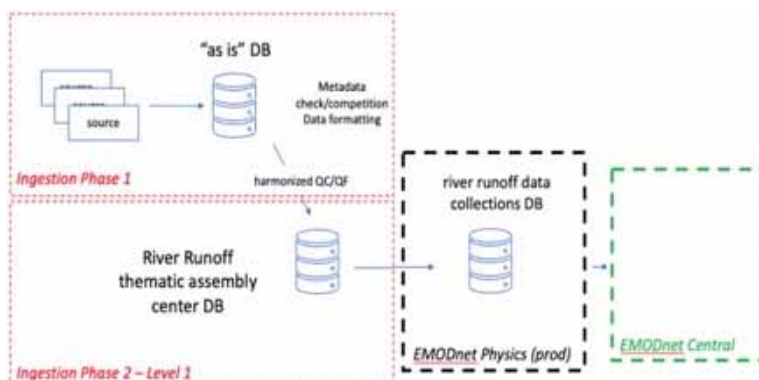 “as is” DB
source
Metadata
check/competition
Data formatting
Ingestion Phase 1
harmonized QC/QF
river runoff data
collections DB
River Runoff
thematic assembly
center DB
EMODnet Physics (prod)
EMODnet Central
Ingestion Phase 2 – Level 1